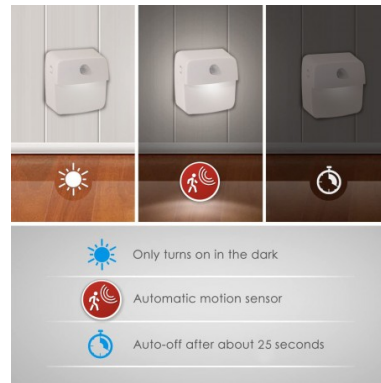 Only turns on in the dark
Automatic motion sensor
Auto-off after about 25 seconds